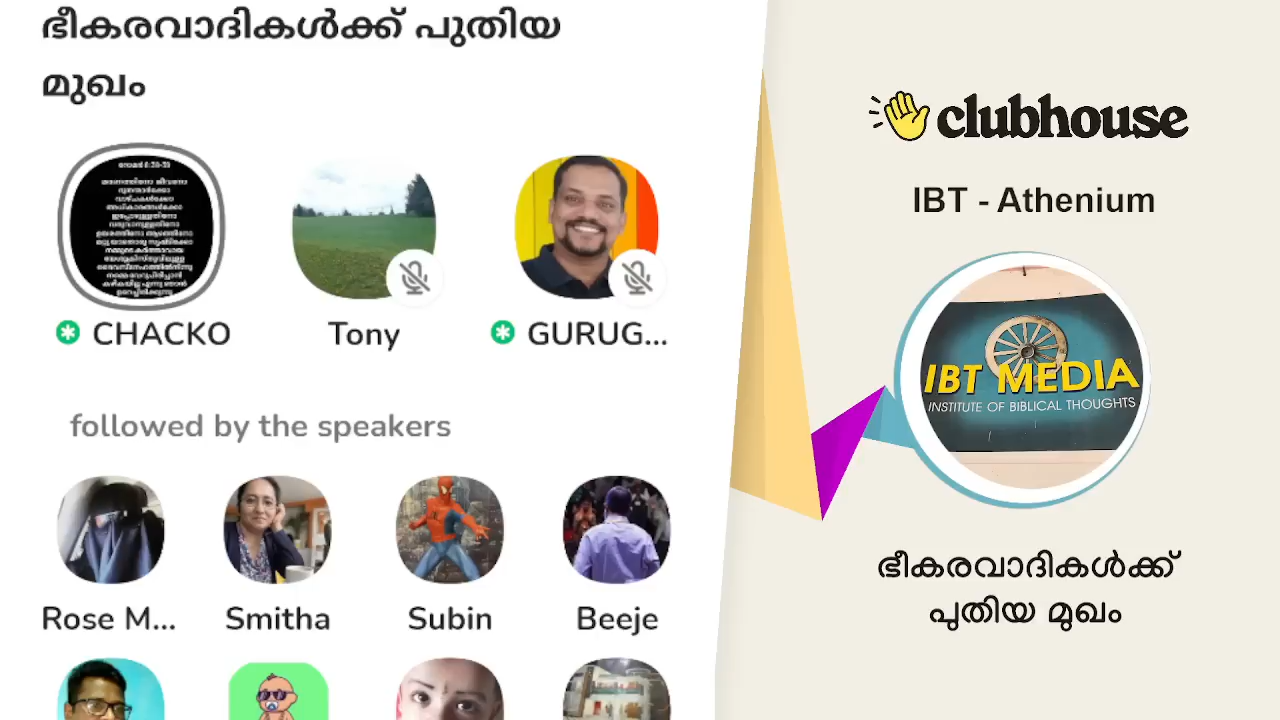 ഭീകരവാദികൾക്ക് പുതിയ
മുഖം
CHACKO
Tony
GURUG...
followed by the speakers
Rose M...
Smitha
Subin
Beeje
clubhouse
IBT - Athenium
IBT MEDIA
INSTITUTE OF BIBLICAL THOUGHTS
ഭീകരവാദികൾക്ക്
പുതിയ മുഖം